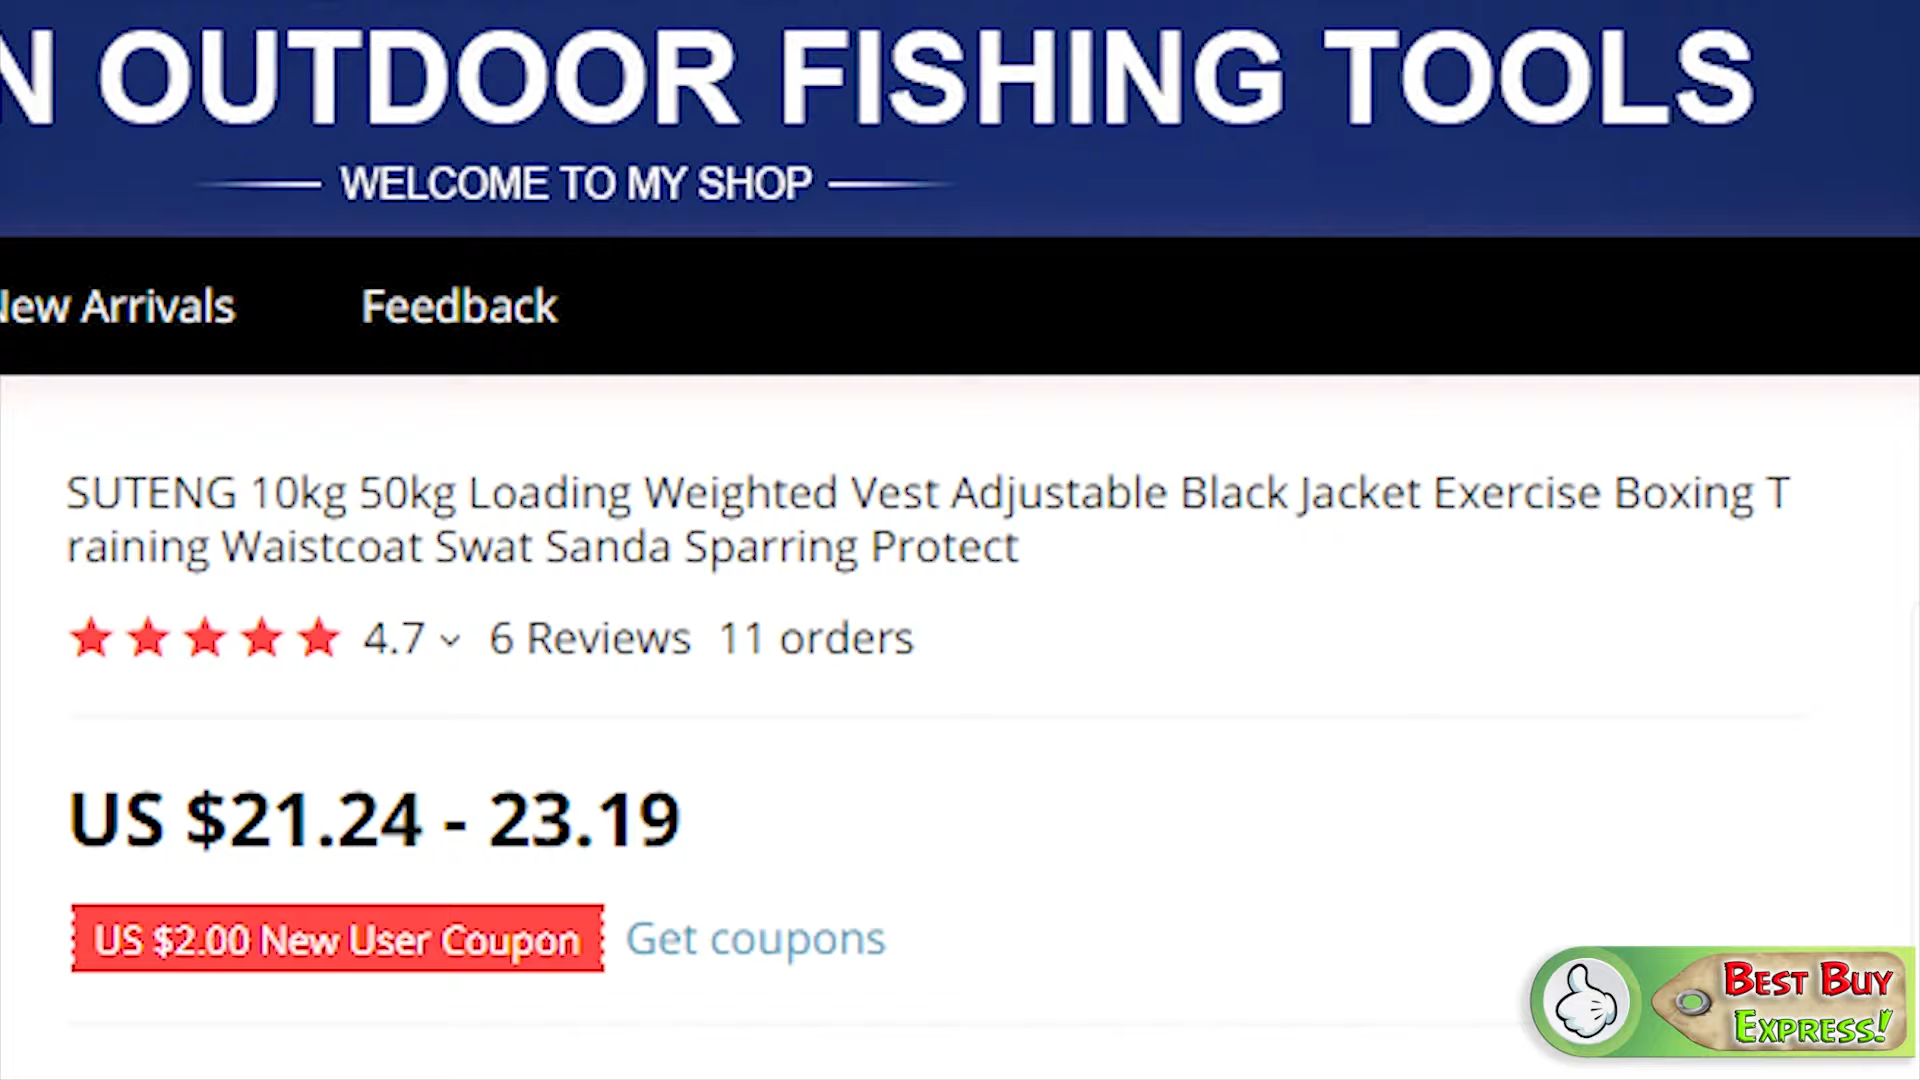 N OUTDOOR FISHING TOOLS
WELCOME TO MY SHOP
New Arrivals Feedback
SUTENG 10kg 50kg Loading Weighted Vest Adjustable Black Jacket Exercise Boxing T
raining Waistcoat Swat Sanda Sparring Protect
4.7 6 Reviews 11 orders
US $21.24 - 23.19
US $2.00 New User Coupon Get coupons
BEST BUY
EXPRESS!